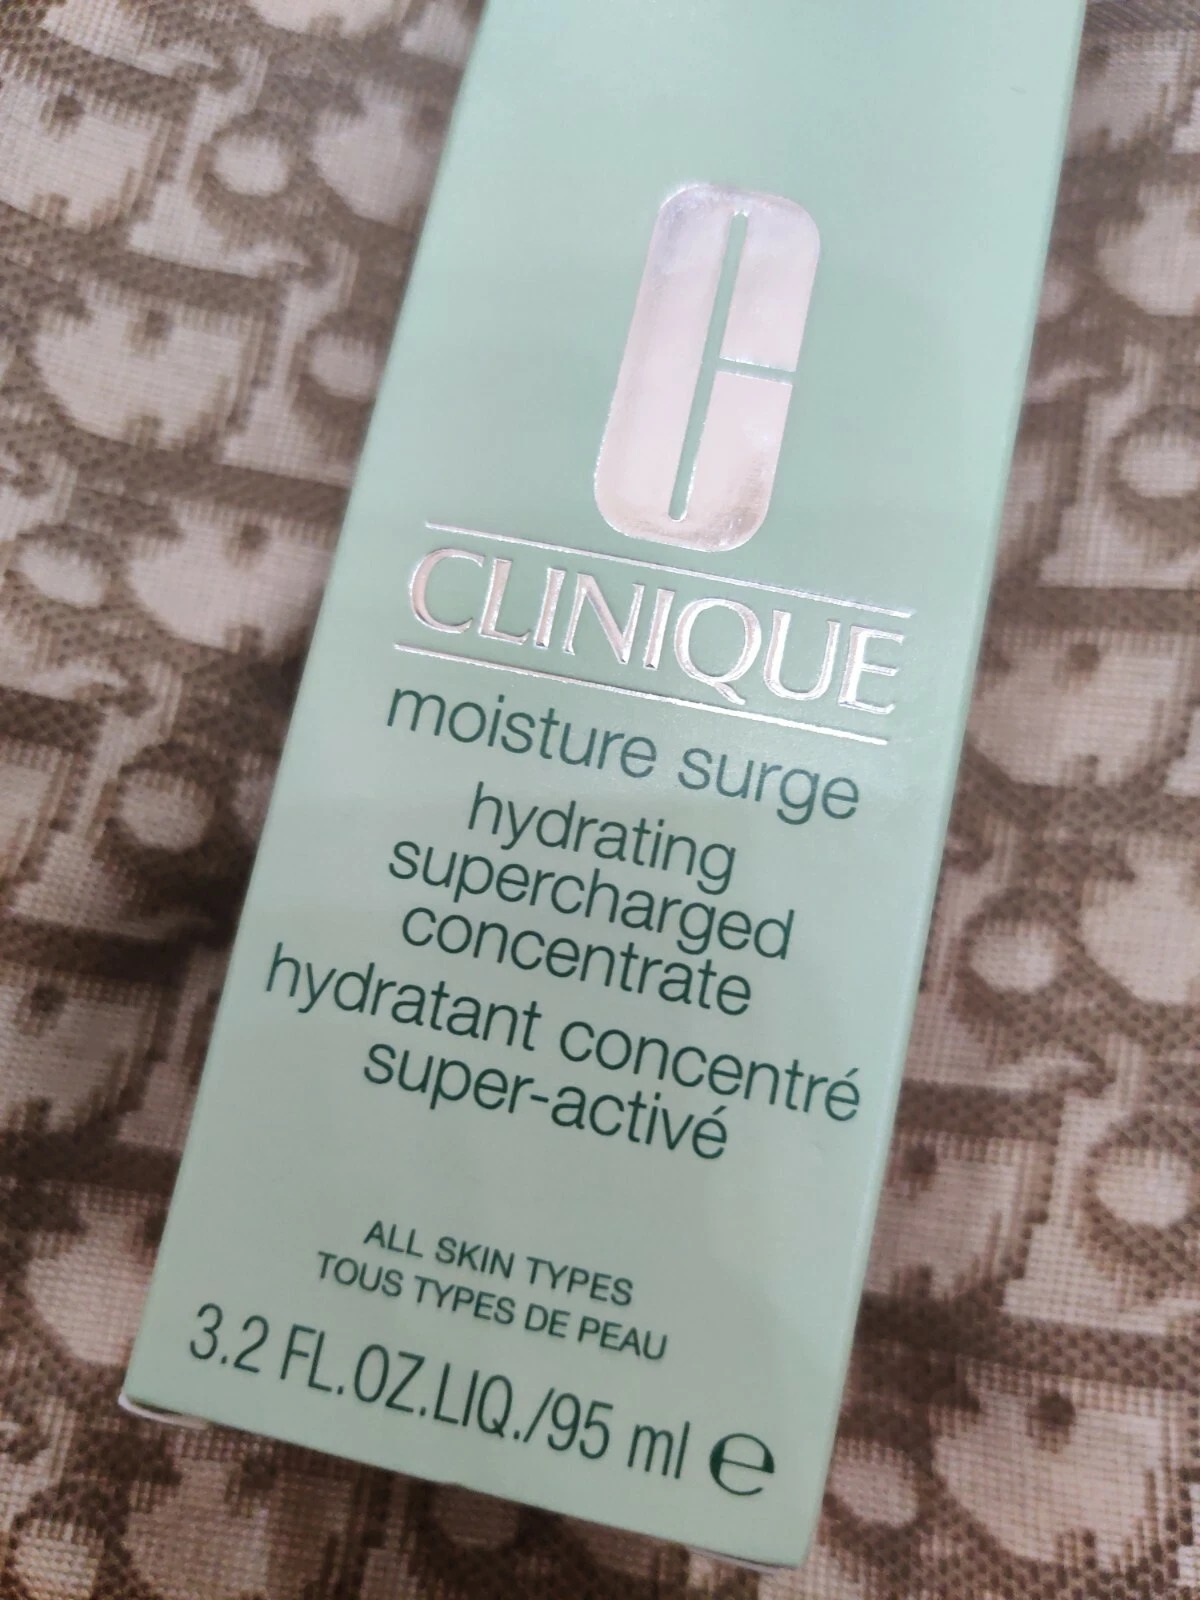 CLINIQUE
moisture surge
hydrating
supercharged
concentrate
hydratant concentré
super-activé
ALL SKIN TYPES
TOUS TYPES DE PEAU
3.2 FL.OZ.LIQ./95 ml ℮